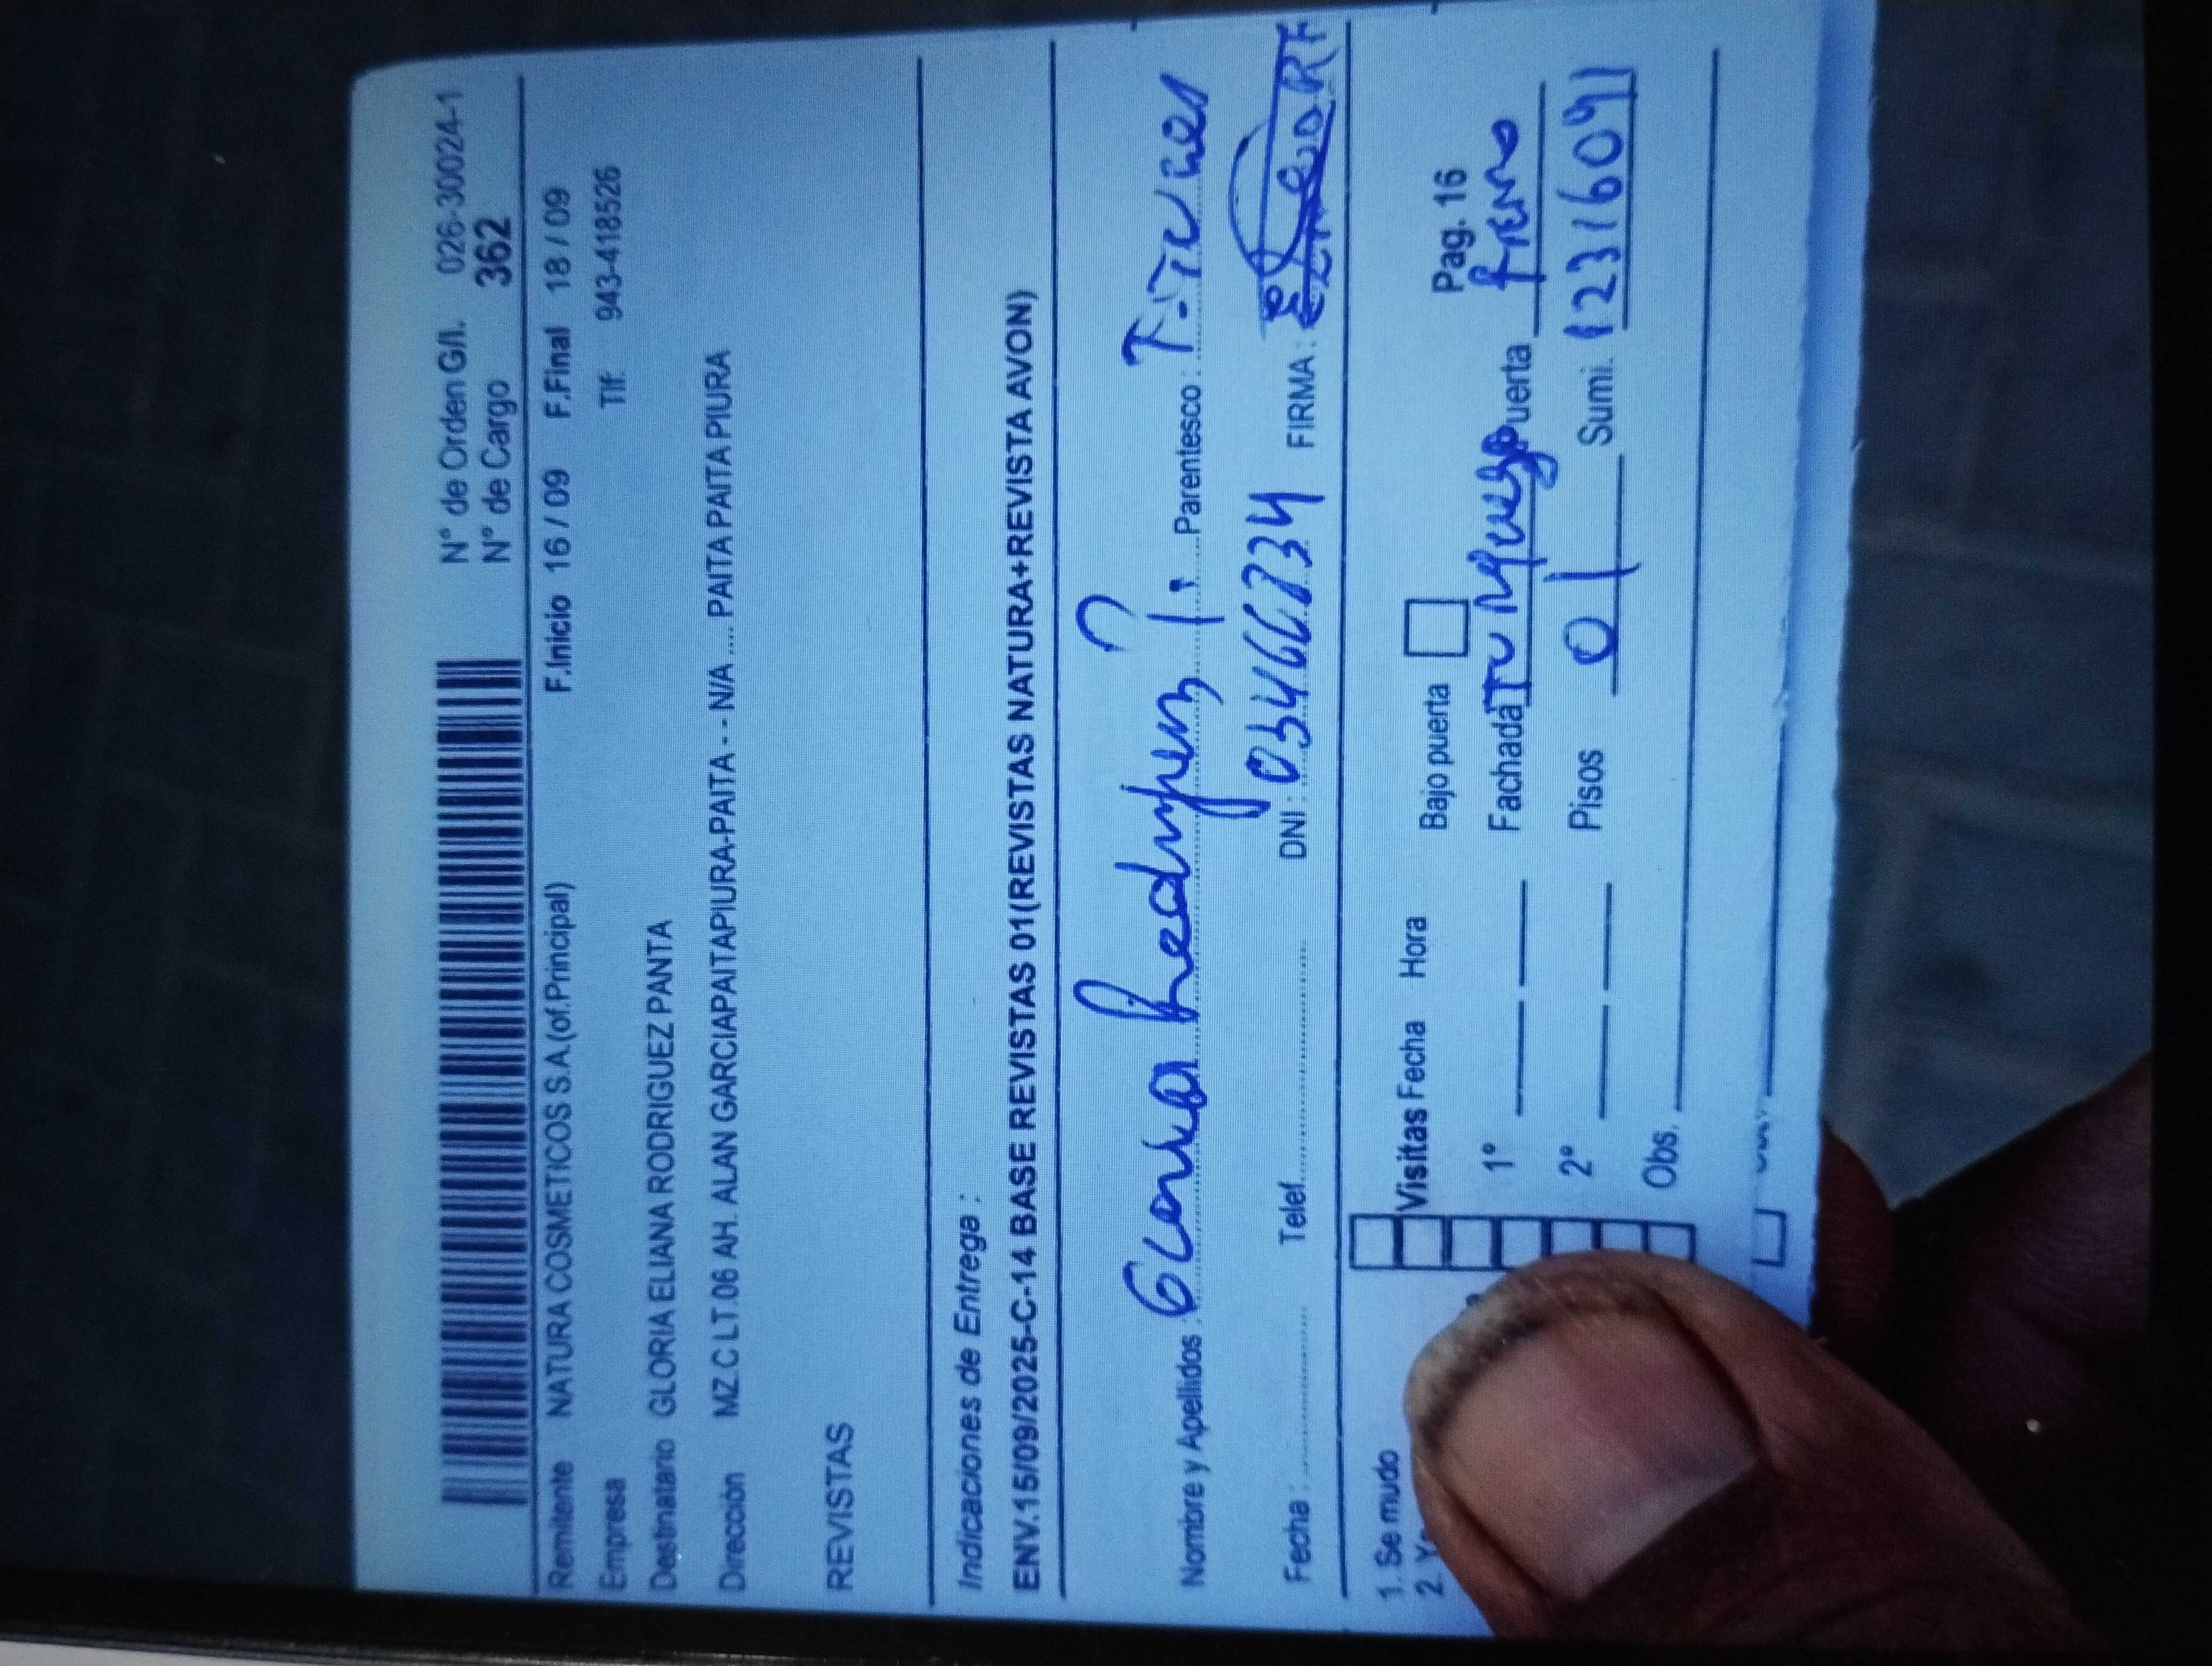 N° de Orden G/I. 026-30024-1
N° de Cargo 362
Remitente NATURA COSMETICOS S.A.(of.Principal) F.Inicio 16 / 09 F.Final 18 / 09
Empresa Tlf. 943-418526
Destinatario GLORIA ELIANA RODRIGUEZ PANTA
Dirección MZ.C LT.06 AH. ALAN GARCIAPAITAPIURA-PAITA - - N/A .... PAITA PAITA PIURA
REVISTAS
Indicaciones de Entrega :
ENV.15/09/2025-C-14 BASE REVISTAS 01(REVISTAS NATURA+REVISTA AVON)
Nombre y Apellidos : Gloria Parentesco :
Fecha : Telef. DNI : 03466834 FIRMA :
1. Se mudo
2.
Visitas Fecha Hora Bajo puerta Pag. 16
1° Fachada Puerta fierro
2° Pisos 01 Sumi. 12316091
Obs.